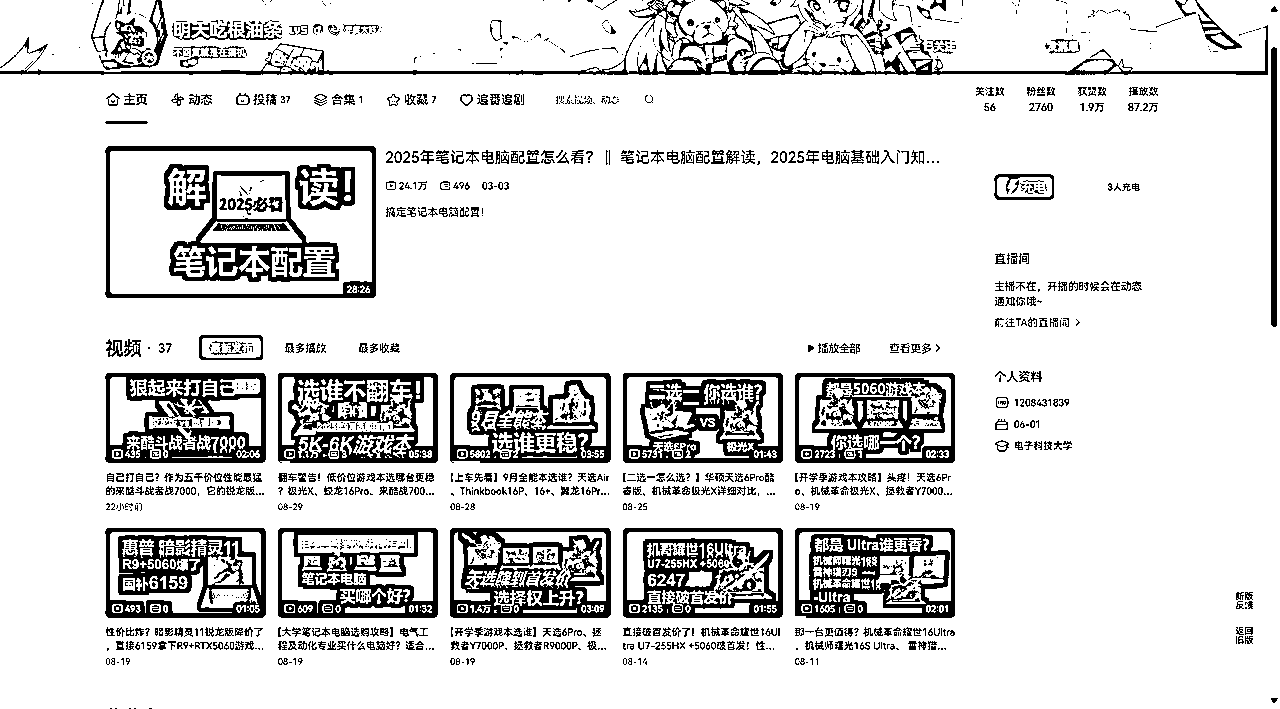 明天吃根油条 LV5
主页 动态 投稿 37 合集 1 收藏 7 追番追剧 搜索视频、动态
关注数 粉丝数 获赞数 播放数
56 2760 1.9万 87.2万
解 读!
2025必看
笔记本配置
28:26
2025年笔记本电脑配置怎么看？ || 笔记本电脑配置解读，2025年电脑基础入门知...
24.1万 496 03-03
搞定笔记本电脑配置!
充电 3人充电
直播间
主播不在，开播的时候会在动态
通知你哦~
前往TA的直播间
个人资料
1208431839
06-01
电子科技大学
视频 · 37 最新发布 最多播放 最多收藏 播放全部 查看更多
狠起来打自己
来酷斗战者战7000
435 0 02:06
自己打自己？作为五千价位性能最猛
的来酷斗战者战7000，它的锐龙版...
22小时前
选谁不翻车!
5K-6K游戏本
05:38
翻车警告！低价位游戏本选哪台更稳
？极光X、蛟龙16Pro、来酷战700...
08-29
9月全能本
选谁更稳?
5802 03:55
【上车先看】9月全能本选谁？天选Air
、Thinkbook16P、16+、翼龙16Pr...
08-28
二选一 你选谁?
VS
天选6Pro 极光X
5731 2 01:43
【二选一怎么选？】华硕天选6Pro酷
睿版、机械革命极光X详细对比，...
08-25
都是5060游戏本
你选哪一个?
2723 02:33
【开学季游戏本攻略】头疼！天选6Pr
o、机械革命极光X、拯救者Y7000...
08-19
惠普 暗影精灵11
R9+5060爆了
国补6159
493 0 01:05
性价比炸？暗影精灵11锐龙版降价了
，直接6159拿下R9+RTX5060游戏...
08-19
笔记本电脑
买哪个好?
609 0 01:32
【大学笔记本电脑选购攻略】电气工
程及动化专业买什么电脑好？适合...
08-19
天选降到首发价
选择权上升?
1.4万 0 03:09
【开学季游戏本选谁】天选6Pro、拯
救者Y7000P、拯救者R9000P、极...
08-19
机械耀世16Ultra
U7-255HX +5060
6247
直接破首发价
2135 0 01:55
直接破首发价了！机械革命耀世16Ul
tra U7-255HX +5060破首发！性...
08-14
都是 Ultra谁更香?
机械师曙光16S
雷神猎刃S
机械革命耀世16
-Ultra
1605 0 02:01
那一台更值得？机械革命耀世16Ultra
、机械师曙光16S Ultra、雷神猎...
08-11
新版
反馈
返回
旧版